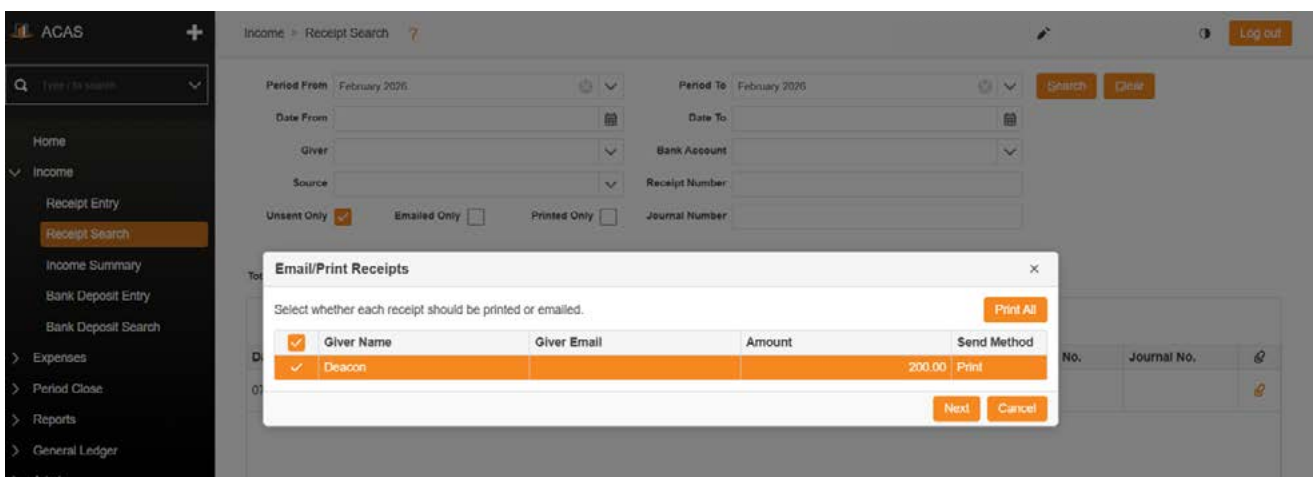 ACAS
Income > Receipt Search ?
Log out
Type / to search
Period From February 2026
Period To February 2026
Search Clear
Date From
Date To
Home
Giver
Bank Account
Income
Source
Receipt Number
Receipt Entry
Unsent Only Emailed Only Printed Only Journal Number
Receipt Search
Income Summary
Email/Print Receipts
Bank Deposit Entry
Select whether each receipt should be printed or emailed.
Print All
Bank Deposit Search
Giver Name Giver Email Amount Send Method
Expenses
No. Journal No.
Deacon 200.00 Print
Period Close
Next Cancel
Reports
General Ledger